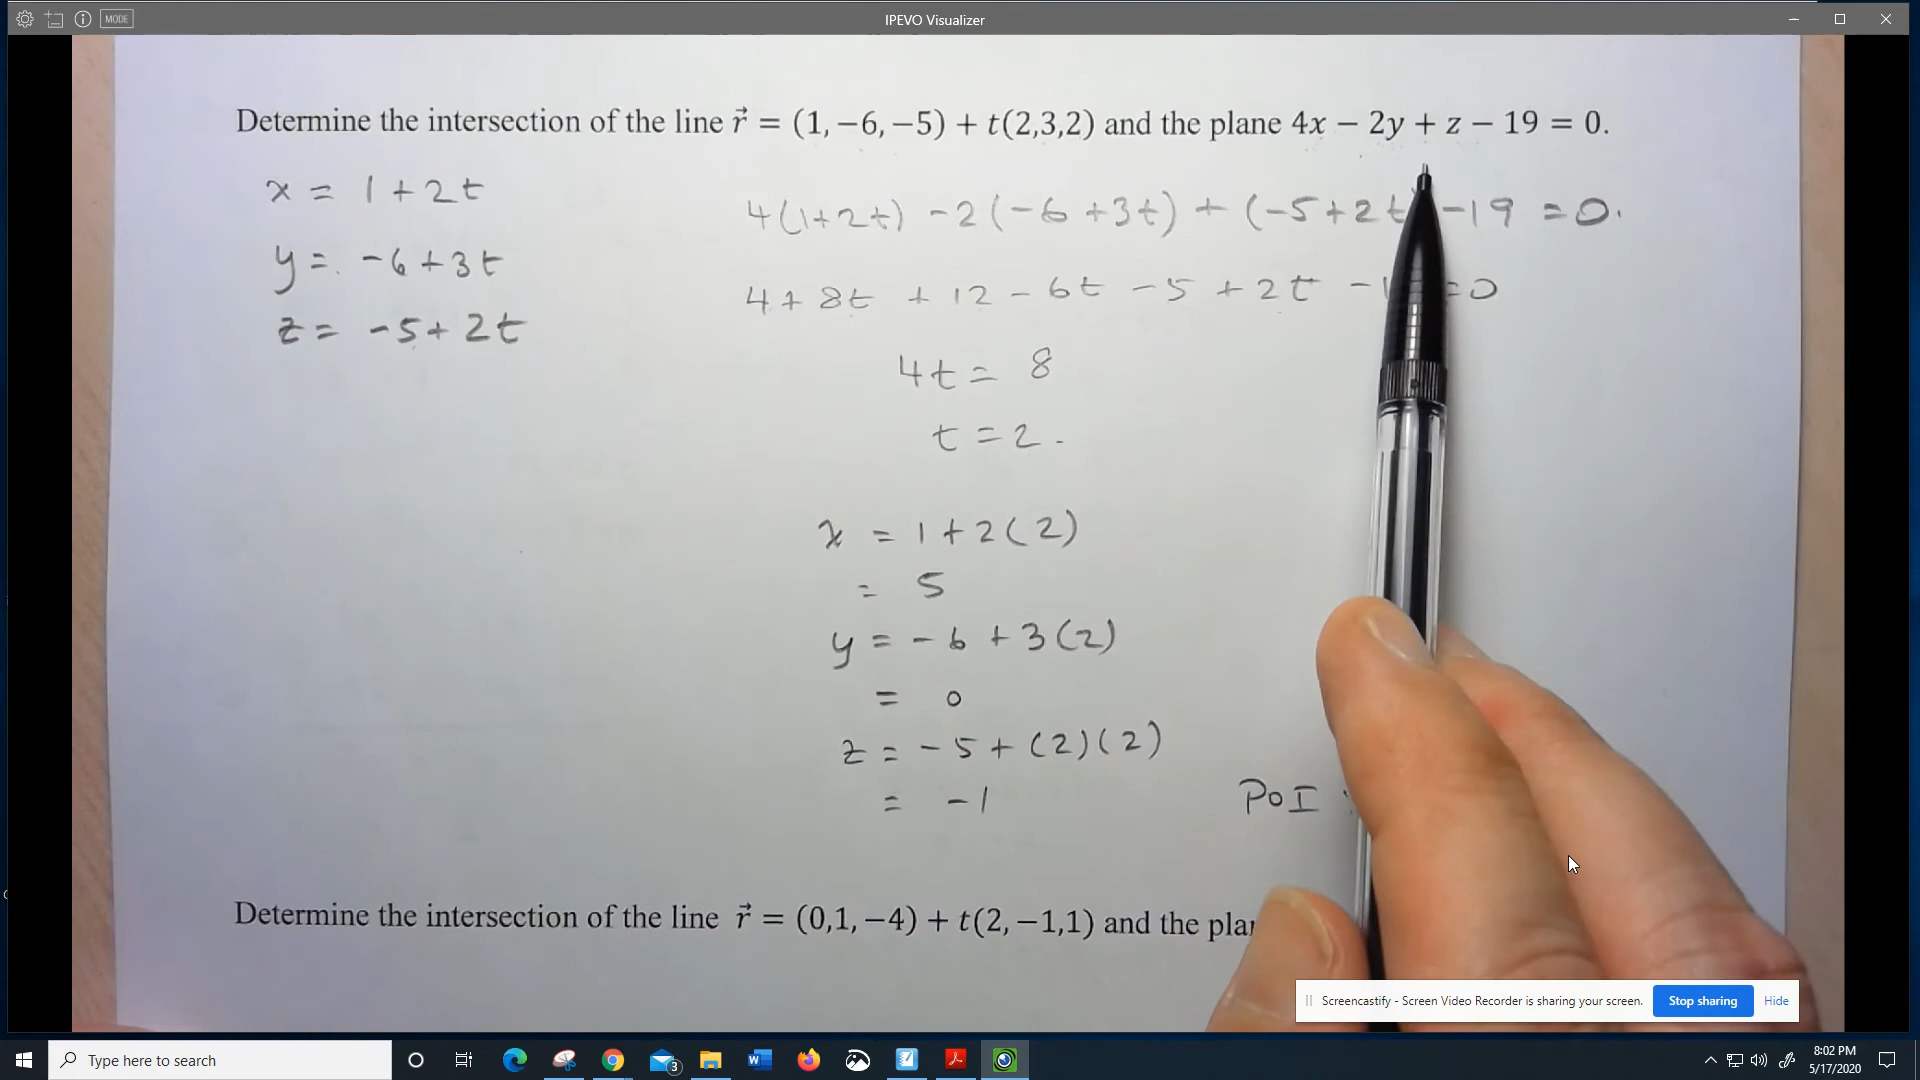 MODE
IPEVO Visualizer
Determine the intersection of the line r⃗ = (1, −6, −5) + t(2,3,2) and the plane 4x − 2y + z − 19 = 0.
x = 1 + 2t
4(1+2t) -2(-6+3t) + (-5+2t -19 = 0.
y = -6+3t
4 + 8t + 12 - 6t - 5 + 2t - 1 =0
z = -5+2t
4t = 8
t = 2.
x = 1+2(2)
= 5
y = -6 + 3(2)
= 0
z = -5 + (2)(2)
= -1
POI :
Determine the intersection of the line r⃗ = (0,1, −4) + t(2, −1,1) and the plan
Screencastify - Screen Video Recorder is sharing your screen. Stop sharing Hide
Type here to search
3
8:02 PM
5/17/2020